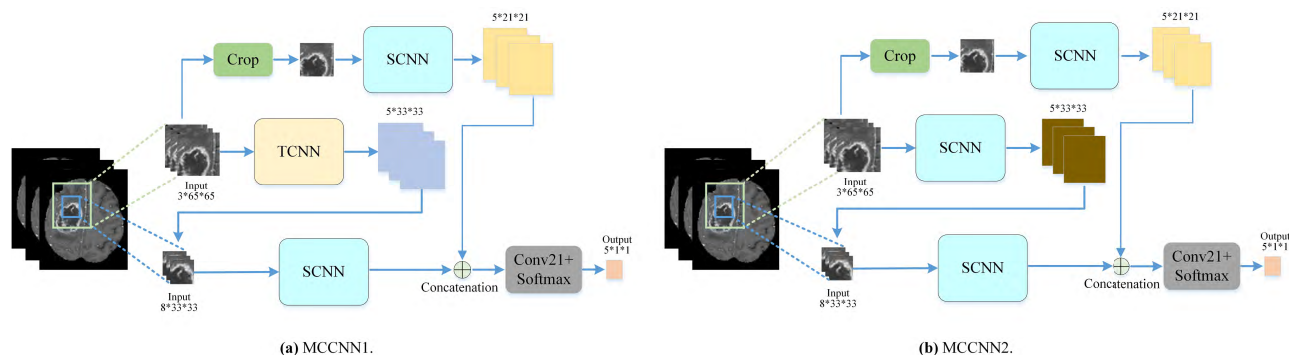 5*21*21
Crop
SCNN
5*33*33
TCNN
Input
3*65*65
SCNN
Input
8*33*33
Concatenation
Conv21+
Softmax
Output
5*1*1
(a) MCCNN1.
5*21*21
Crop
SCNN
5*33*33
SCNN
Input
3*65*65
SCNN
Input
8*33*33
Concatenation
Conv21+
Softmax
Output
5*1*1
(b) MCCNN2.